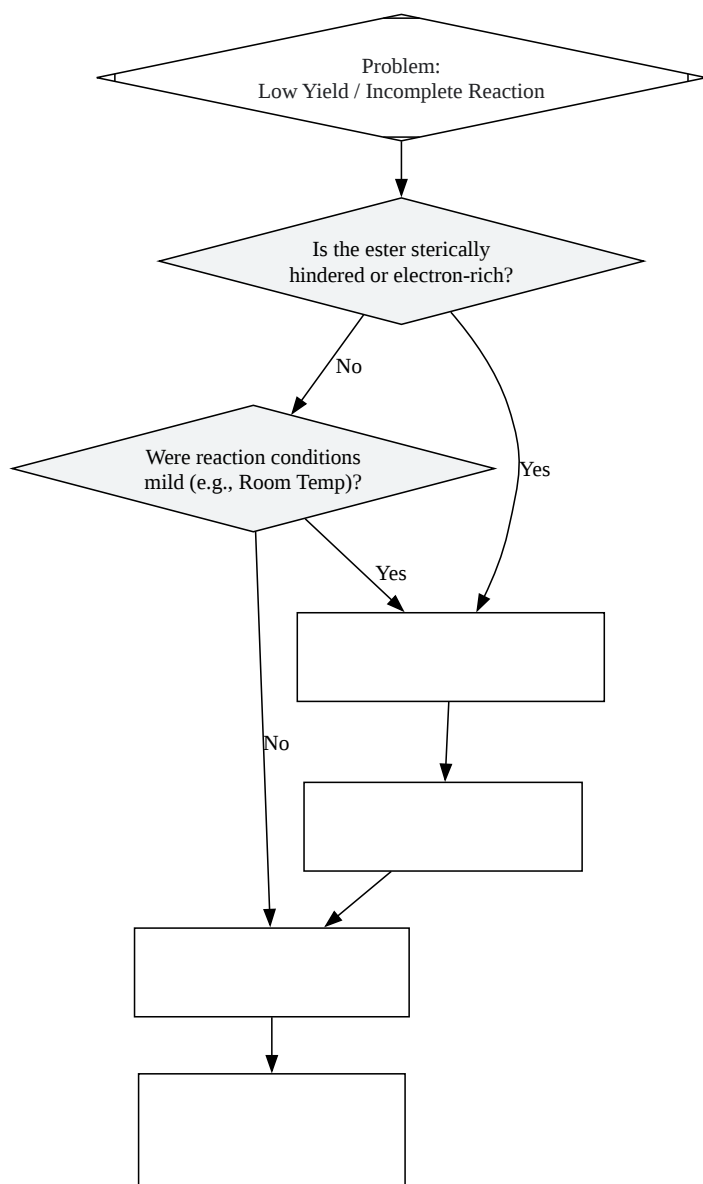 Problem:
Low Yield / Incomplete Reaction
Is the ester sterically
hindered or electron-rich?
No
Were reaction conditions
mild (e.g., Room Temp)?
Yes
Yes
No